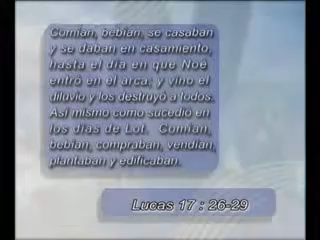 Comían, bebían, se casaban
y se daban en casamiento,
hasta el día en que Noé
entró en el arca; y vino el
diluvio y los destruyó a todos.
Así mismo como sucedió en
los días de Lot. Comían,
bebían, compraban, vendían,
plantaban y edificaban.
Lucas 17 : 26-29